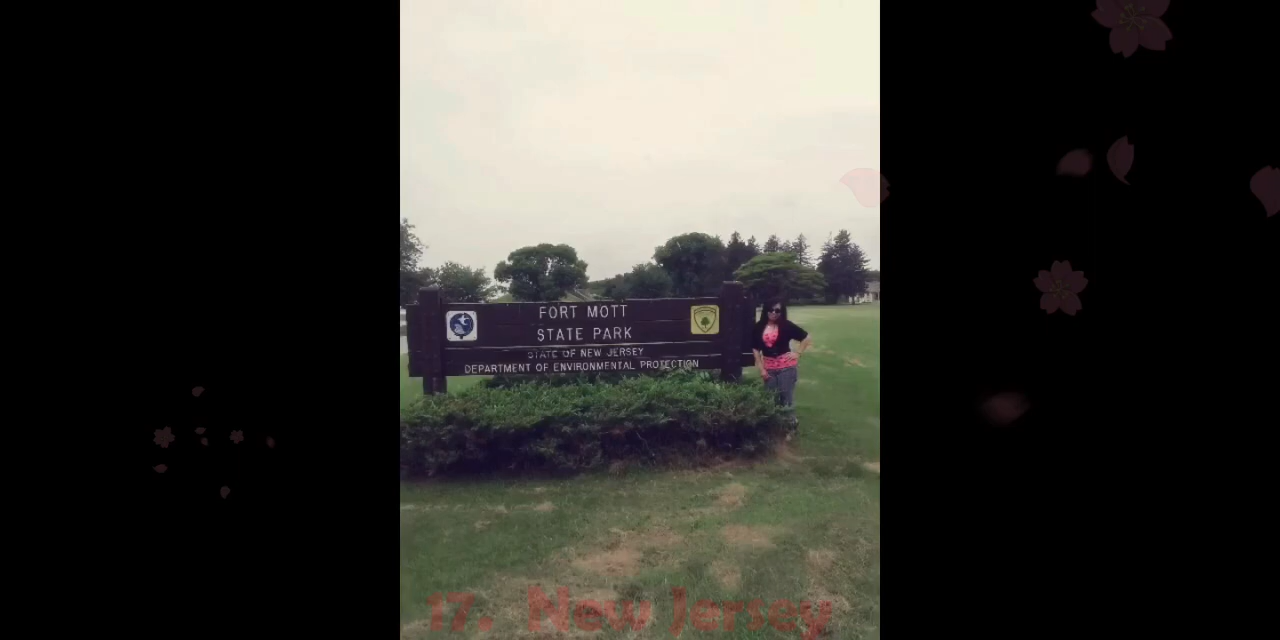 FORT MOTT
STATE PARK
STATE OF NEW JERSEY
DEPARTMENT OF ENVIRONMENTAL PROTECTION
17. New Jersey